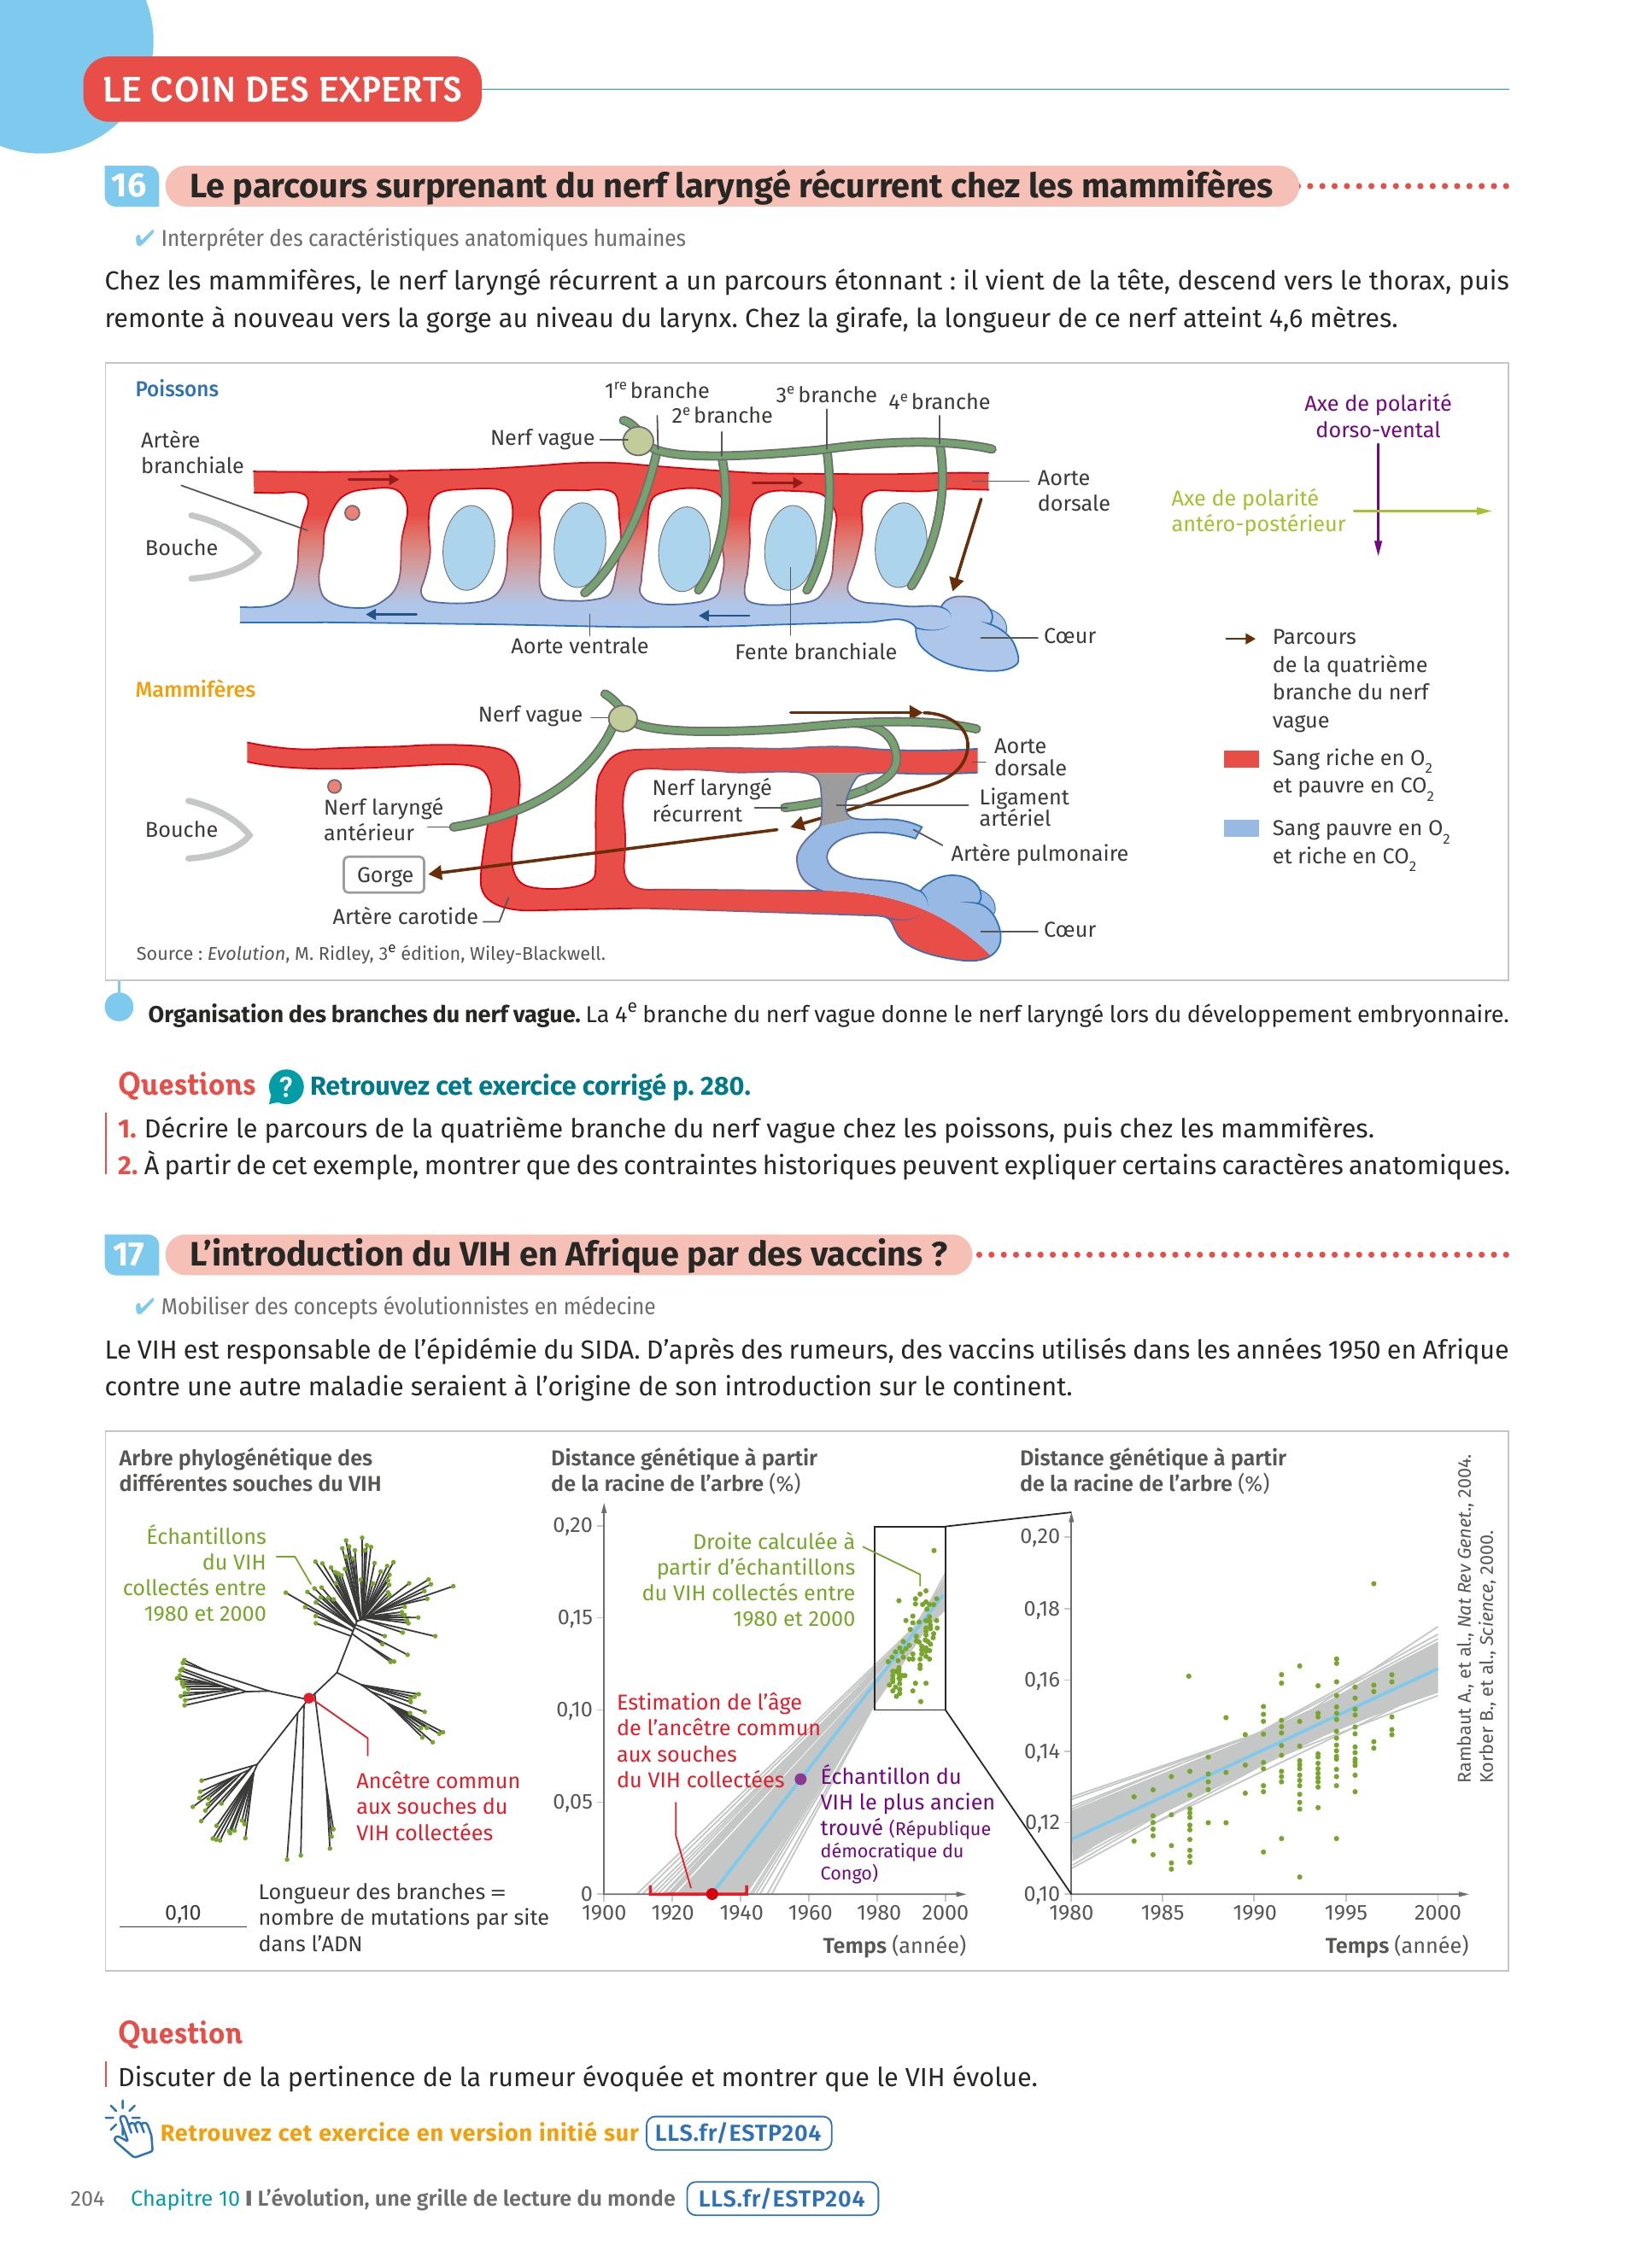 LE COIN DES EXPERTS
16 Le parcours surprenant du nerf laryngé récurrent chez les mammifères
✔ Interpréter des caractéristiques anatomiques humaines
Chez les mammifères, le nerf laryngé récurrent a un parcours étonnant : il vient de la tête, descend vers le thorax, puis
remonte à nouveau vers la gorge au niveau du larynx. Chez la girafe, la longueur de ce nerf atteint 4,6 mètres.
Poissons
1re branche
2e branche
3e branche
4e branche
Nerf vague
Artère
branchiale
Bouche
Aorte
dorsale
Aorte ventrale
Fente branchiale
Cœur
Axe de polarité
dorso-vental
Axe de polarité
antéro-postérieur
Mammifères
Nerf vague
Nerf laryngé
antérieur
Bouche
Gorge
Artère carotide
Nerf laryngé
récurrent
Aorte
dorsale
Ligament
artériel
Artère pulmonaire
Cœur
Parcours
de la quatrième
branche du nerf
vague
Sang riche en O2
et pauvre en CO2
Sang pauvre en O2
et riche en CO2
Source : Evolution, M. Ridley, 3e édition, Wiley-Blackwell.
Organisation des branches du nerf vague. La 4e branche du nerf vague donne le nerf laryngé lors du développement embryonnaire.
Questions ? Retrouvez cet exercice corrigé p. 280.
1. Décrire le parcours de la quatrième branche du nerf vague chez les poissons, puis chez les mammifères.
2. À partir de cet exemple, montrer que des contraintes historiques peuvent expliquer certains caractères anatomiques.
17 L'introduction du VIH en Afrique par des vaccins ?
✔ Mobiliser des concepts évolutionnistes en médecine
Le VIH est responsable de l'épidémie du SIDA. D'après des rumeurs, des vaccins utilisés dans les années 1950 en Afrique
contre une autre maladie seraient à l'origine de son introduction sur le continent.
Arbre phylogénétique des
différentes souches du VIH
Échantillons
du VIH
collectés entre
1980 et 2000
Ancêtre commun
aux souches du
VIH collectées
0,10
Longueur des branches =
nombre de mutations par site
dans l'ADN
Distance génétique à partir
de la racine de l'arbre (%)
0,20
0,15
0,10
0,05
0
Droite calculée à
partir d'échantillons
du VIH collectés entre
1980 et 2000
Estimation de l'âge
de l'ancêtre commun
aux souches
du VIH collectées
Échantillon du
VIH le plus ancien
trouvé (République
démocratique du
Congo)
1900 1920 1940 1960 1980 2000
Temps (année)
Distance génétique à partir
de la racine de l'arbre (%)
0,20
0,18
0,16
0,14
0,12
0,10
1980 1985 1990 1995 2000
Temps (année)
Rambaut A., et al., Nat Rev Genet., 2004.
Korber B., et al., Science, 2000.
Question
Discuter de la pertinence de la rumeur évoquée et montrer que le VIH évolue.
Retrouvez cet exercice en version initié sur LLS.fr/ESTP204
204 Chapitre 10 I L'évolution, une grille de lecture du monde LLS.fr/ESTP204